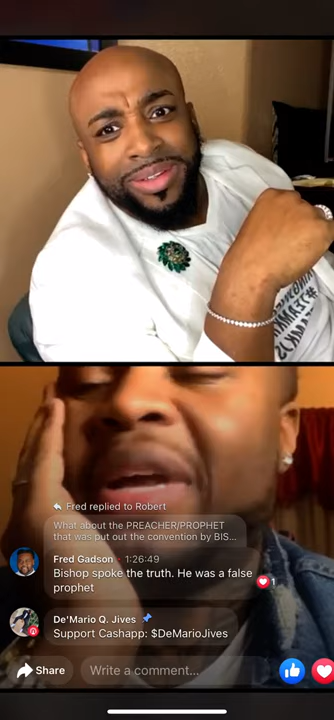 Fred replied to Robert
What about the PREACHER/PROPHET
that was put out the convention by BIS...
Fred Gadson · 1:26:49
Bishop spoke the truth. He was a false
prophet
1
De'Mario Q. Jives
Support Cashapp: $DeMarioJives
Share
Write a comment...